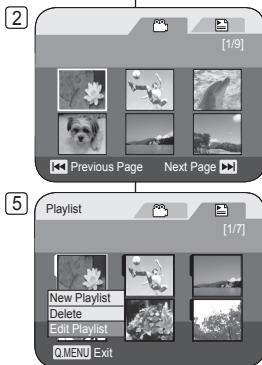 2
[1/9]
Previous Page Next Page
5
Playlist
[1/7]
New Playlist
Delete
Edit Playlist
Q.MENU Exit